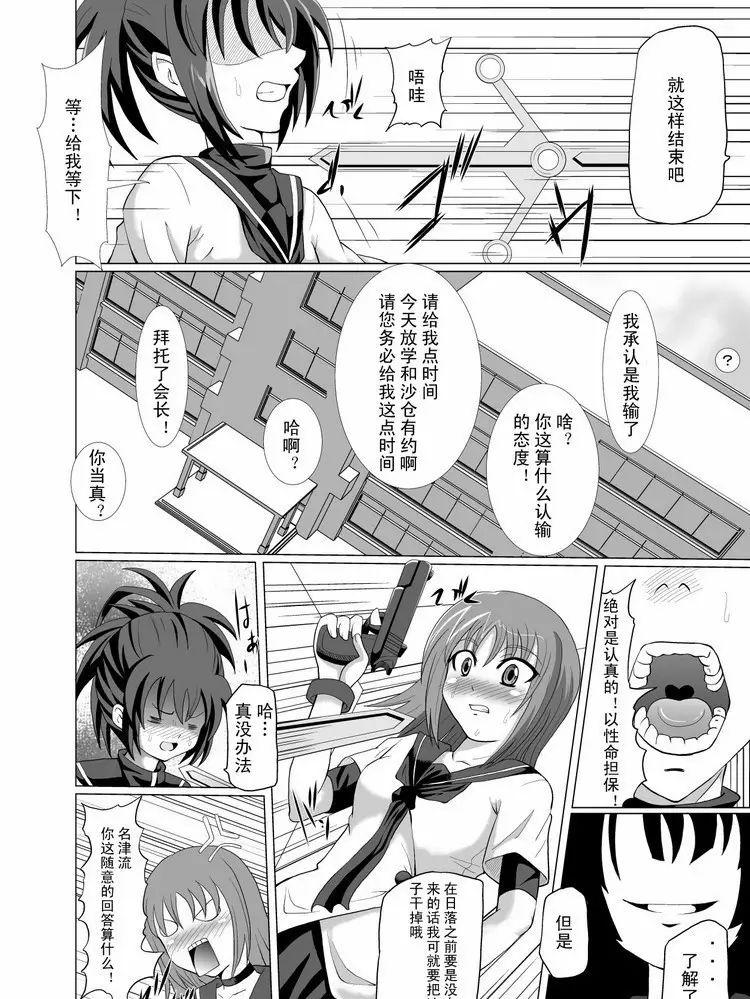 就这样结束吧
唔哇
等…给我等下！
？
我承认是我输了
啥？
你这算什么认输
的态度！
请给我点时间
今天放学和沙仓有约啊
请您务必给我这点时间
哈啊？
拜托了会长！
你当真？
绝对是认真的！以性命担保！
哈…
真没办法
はぁ
····
了解了
但是
在日落之前要是没
来的话我可就要把
子干掉哦
名津流
你这随意的回答算什么！